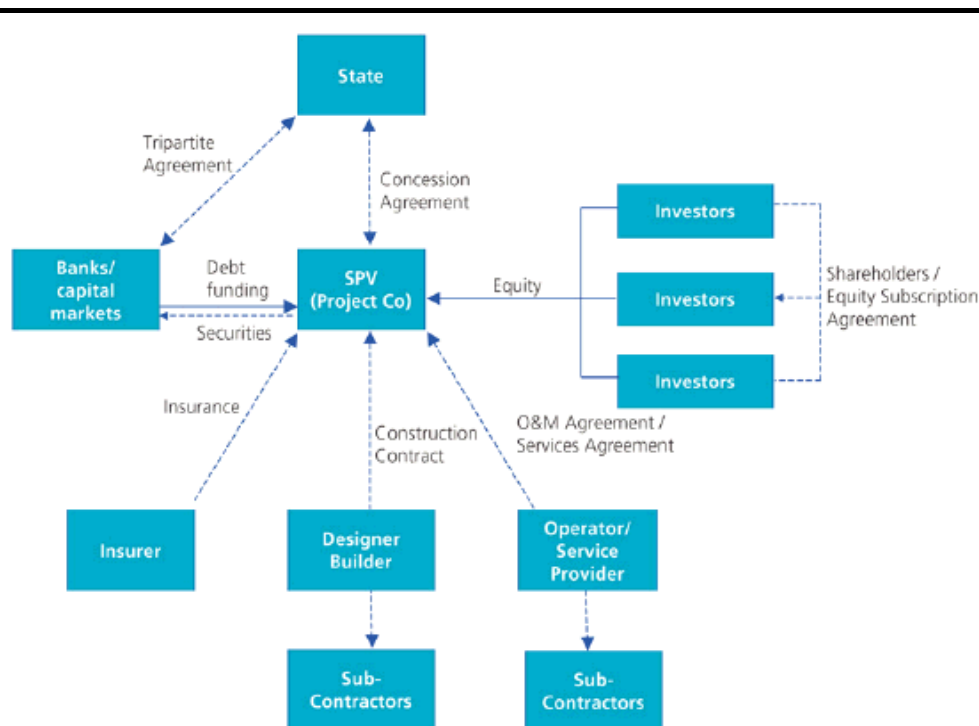 State
Tripartite
Agreement
Concession
Agreement
Banks/
capital
markets
Debt
funding
Securities
SPV
(Project Co)
Equity
Investors
Investors
Investors
Shareholders /
Equity Subscription
Agreement
Insurance
Construction
Contract
O&M Agreement /
Services Agreement
Insurer
Designer
Builder
Operator/
Service
Provider
Sub-
Contractors
Sub-
Contractors